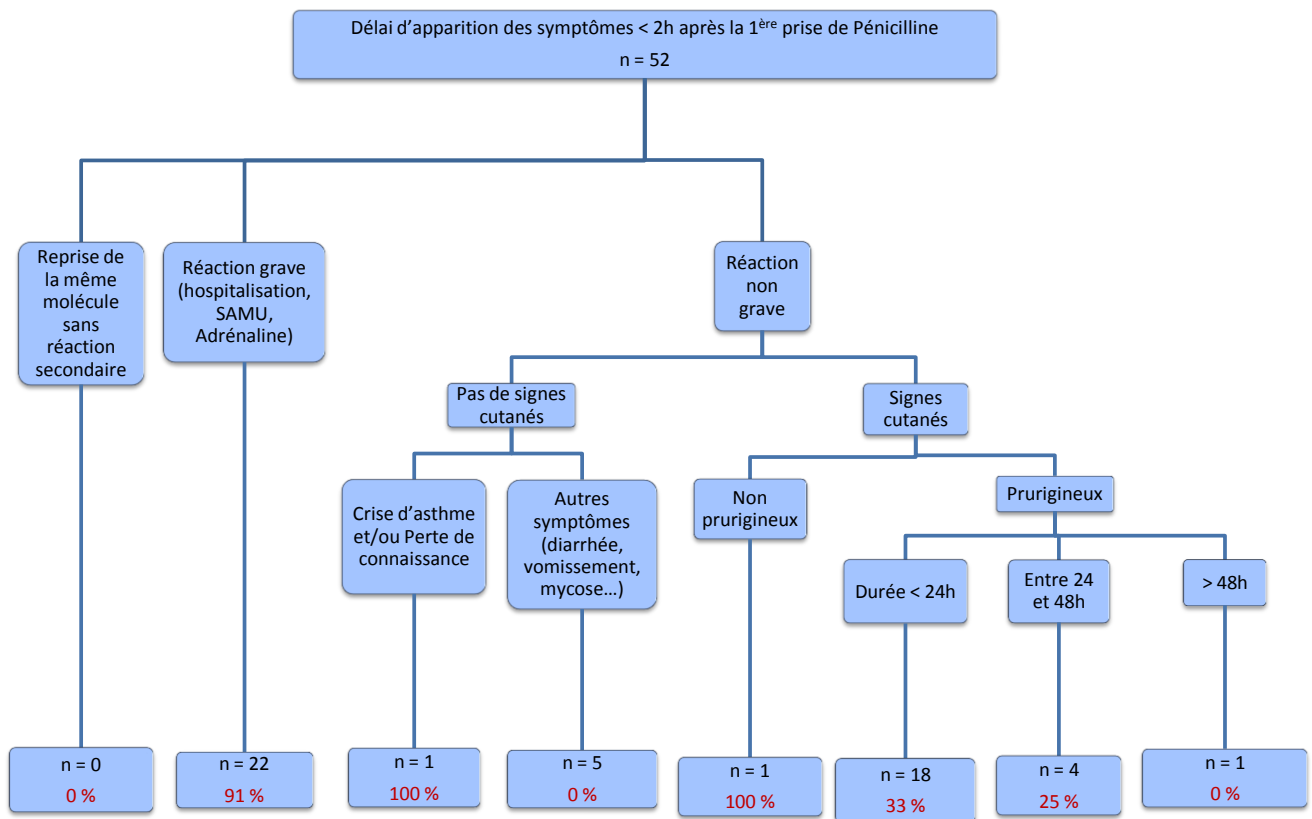 Délai d’apparition des symptômes < 2h après la 1ère prise de Pénicilline
n = 52
Reprise de
la même
molécule
sans
réaction
secondaire
Réaction grave
(hospitalisation,
SAMU,
Adrénaline)
Réaction
non
grave
Pas de signes
cutanés
Signes
cutanés
Crise d’asthme
et/ou Perte de
connaissance
Autres
symptômes
(diarrhée,
vomissement,
mycose…)
Non
prurigineux
Prurigineux
Durée < 24h
Entre 24
et 48h
> 48h
n = 0
0 %
n = 22
91 %
n = 1
100 %
n = 5
0 %
n = 1
100 %
n = 18
33 %
n = 4
25 %
n = 1
0 %